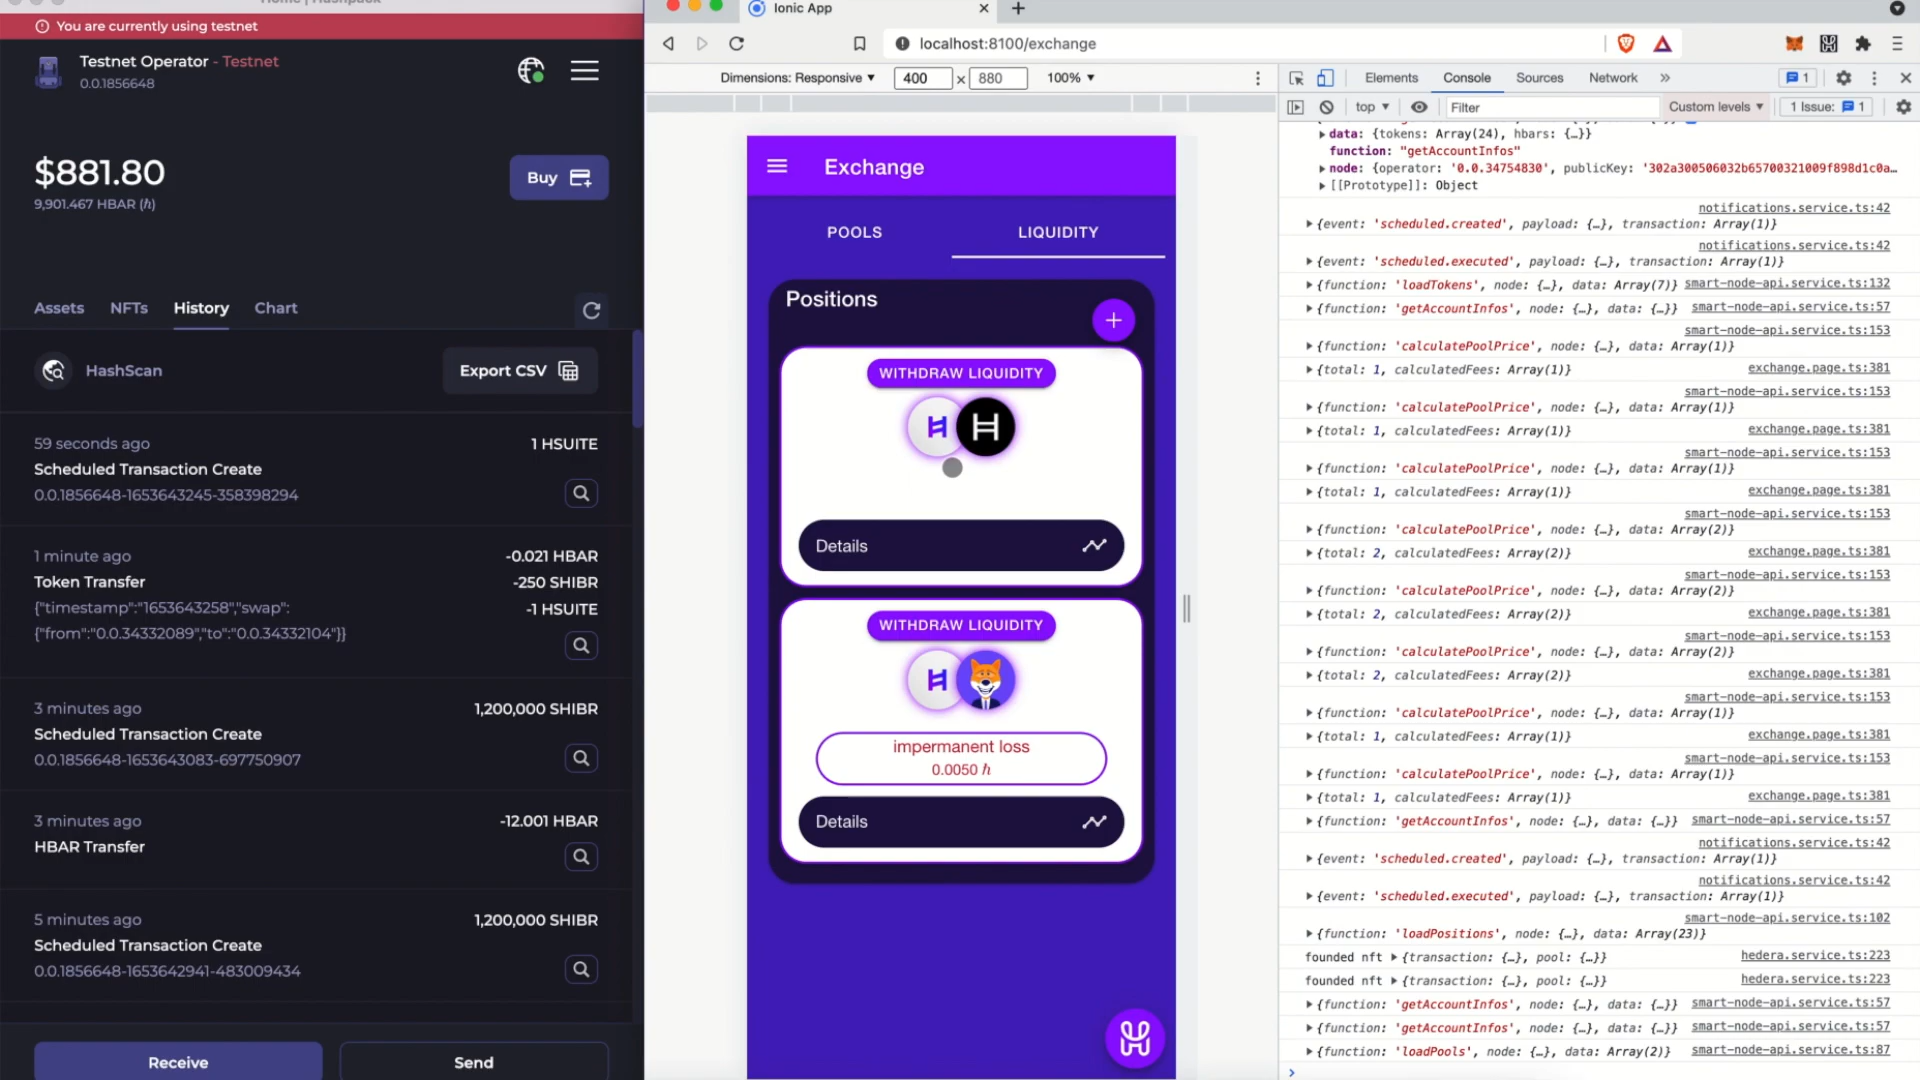 You are currently using testnet
Testnet Operator - Testnet
0.0.1856648
$881.80
9,901.467 HBAR (ℏ)
Buy
Assets
NFTs
History
Chart
HashScan
Export CSV
59 seconds ago
1 HSUITE
Scheduled Transaction Create
0.0.1856648-1653643245-358398294
1 minute ago
-0.021 HBAR
Token Transfer
-250 SHIBR
{"timestamp":"1653643258","swap":
-1 HSUITE
{"from":"0.0.34332089","to":"0.0.34332104"}}
3 minutes ago
1,200,000 SHIBR
Scheduled Transaction Create
0.0.1856648-1653643083-697750907
3 minutes ago
-12.001 HBAR
HBAR Transfer
5 minutes ago
1,200,000 SHIBR
Scheduled Transaction Create
0.0.1856648-1653642941-483009434
Receive
Send
Ionic App
localhost:8100/exchange
Dimensions: Responsive
400 × 880
100%
Exchange
POOLS
LIQUIDITY
Positions
WITHDRAW LIQUIDITY
Details
WITHDRAW LIQUIDITY
impermanent loss
0.0050 ℏ
Details
Elements
Console
Sources
Network
1
top
Filter
Custom levels
1 Issue: 1
data: {tokens: Array(24), hbars: {…}}
function: "getAccountInfos"
node: {operator: '0.0.34754830', publicKey: '302a300506032b65700321009f898d1c0a…
[[Prototype]]: Object
notifications.service.ts:42
{event: 'scheduled.created', payload: {…}, transaction: Array(1)}
notifications.service.ts:42
{event: 'scheduled.executed', payload: {…}, transaction: Array(1)}
{function: 'loadTokens', node: {…}, data: Array(7)} smart-node-api.service.ts:132
{function: 'getAccountInfos', node: {…}, data: {…}} smart-node-api.service.ts:57
smart-node-api.service.ts:153
{function: 'calculatePoolPrice', node: {…}, data: Array(1)}
{total: 1, calculatedFees: Array(1)} exchange.page.ts:381
smart-node-api.service.ts:153
{function: 'calculatePoolPrice', node: {…}, data: Array(1)}
{total: 1, calculatedFees: Array(1)} exchange.page.ts:381
smart-node-api.service.ts:153
{function: 'calculatePoolPrice', node: {…}, data: Array(1)}
{total: 1, calculatedFees: Array(1)} exchange.page.ts:381
smart-node-api.service.ts:153
{function: 'calculatePoolPrice', node: {…}, data: Array(2)}
{total: 2, calculatedFees: Array(2)} exchange.page.ts:381
smart-node-api.service.ts:153
{function: 'calculatePoolPrice', node: {…}, data: Array(2)}
{total: 2, calculatedFees: Array(2)} exchange.page.ts:381
smart-node-api.service.ts:153
{function: 'calculatePoolPrice', node: {…}, data: Array(2)}
{total: 2, calculatedFees: Array(2)} exchange.page.ts:381
smart-node-api.service.ts:153
{function: 'calculatePoolPrice', node: {…}, data: Array(1)}
{total: 1, calculatedFees: Array(1)} exchange.page.ts:381
smart-node-api.service.ts:153
{function: 'calculatePoolPrice', node: {…}, data: Array(1)}
{total: 1, calculatedFees: Array(1)} exchange.page.ts:381
{function: 'getAccountInfos', node: {…}, data: {…}} smart-node-api.service.ts:57
notifications.service.ts:42
{event: 'scheduled.created', payload: {…}, transaction: Array(1)}
notifications.service.ts:42
{event: 'scheduled.executed', payload: {…}, transaction: Array(1)}
smart-node-api.service.ts:102
{function: 'loadPositions', node: {…}, data: Array(23)}
founded nft {transaction: {…}, pool: {…}} hedera.service.ts:223
founded nft {transaction: {…}, pool: {…}} hedera.service.ts:223
{function: 'getAccountInfos', node: {…}, data: {…}} smart-node-api.service.ts:57
{function: 'getAccountInfos', node: {…}, data: {…}} smart-node-api.service.ts:57
{function: 'loadPools', node: {…}, data: Array(2)} smart-node-api.service.ts:87